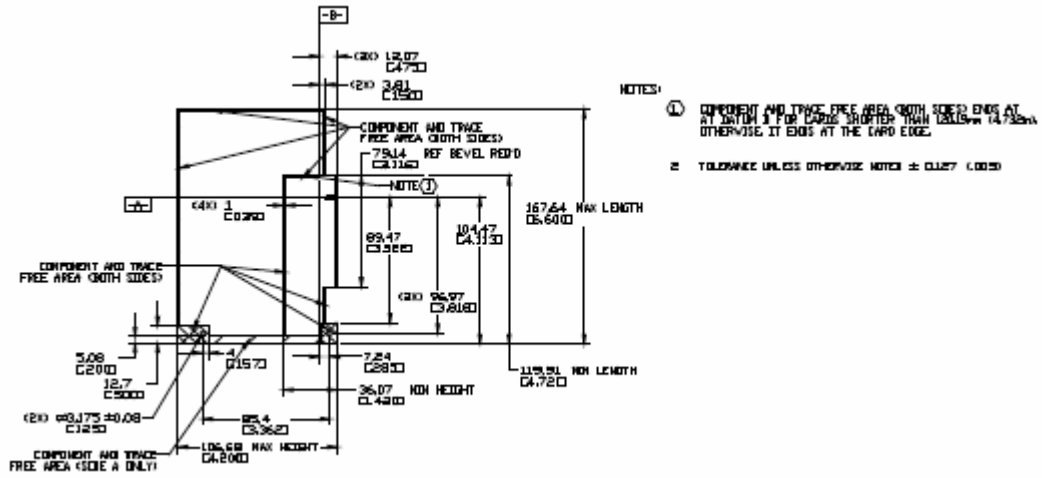 -B-
(2X) 12.07
[.475]
(2X) 3.81
[.150]
COMPONENT AND TRACE
FREE AREA (BOTH SIDES)
79.14 REF BEVEL REQ'D
[3.116]
NOTE 1
-A-
(4X) 1
[.039]
89.47
[3.522]
104.47
[4.113]
167.64 MAX LENGTH
[6.600]
COMPONENT AND TRACE
FREE AREA (BOTH SIDES)
(2X) 96.97
[3.818]
5.08
[.200]
4
[.157]
7.24
[.285]
119.91 MIN LENGTH
[4.721]
12.7
[.500]
36.07 MIN HEIGHT
[1.420]
(2X) ø3.175 ±0.08
[.125]
85.4
[3.362]
106.68 MAX HEIGHT
[4.200]
COMPONENT AND TRACE
FREE AREA (SIDE A ONLY)
NOTES:
1 COMPONENT AND TRACE FREE AREA (BOTH SIDES) ENDS AT
AT DATUM FOR CARDS SHORTER THAN
OTHERWISE, IT ENDS AT THE CARD EDGE.
2 TOLERANCE UNLESS OTHERWISE NOTED ± 0.127 (.005)